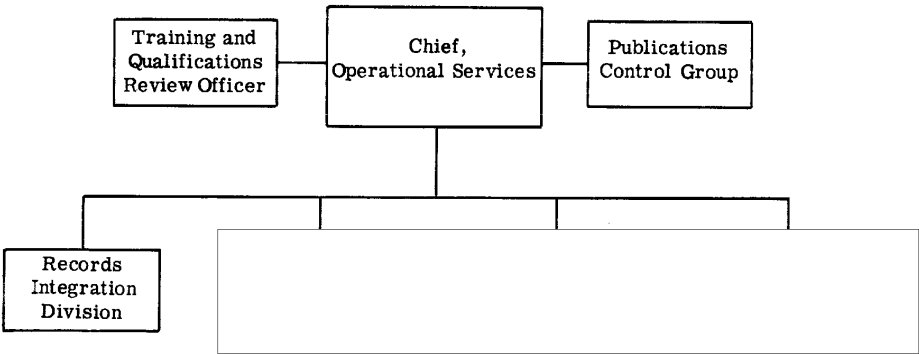 Training and
Qualifications
Review Officer
Chief,
Operational Services
Publications
Control Group
Records
Integration
Division